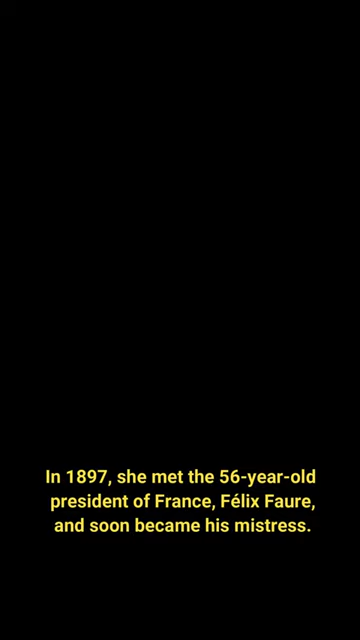 In 1897, she met the 56-year-old
president of France, Félix Faure,
and soon became his mistress.